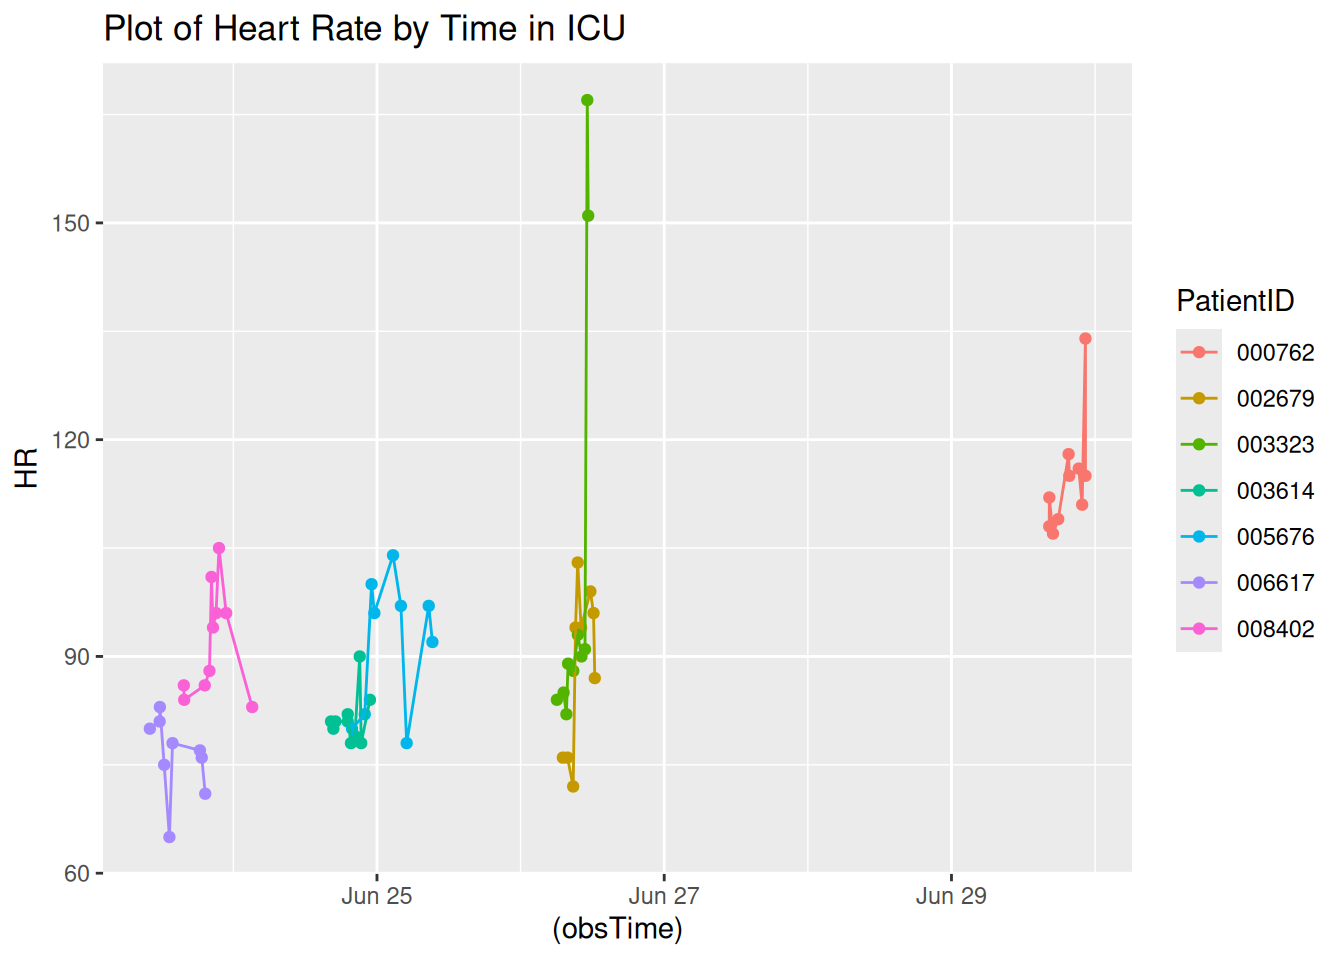 Plot of Heart Rate by Time in ICU
150
120
90
60
HR
Jun 25
Jun 27
Jun 29
(obsTime)
PatientID
000762
002679
003323
003614
005676
006617
008402